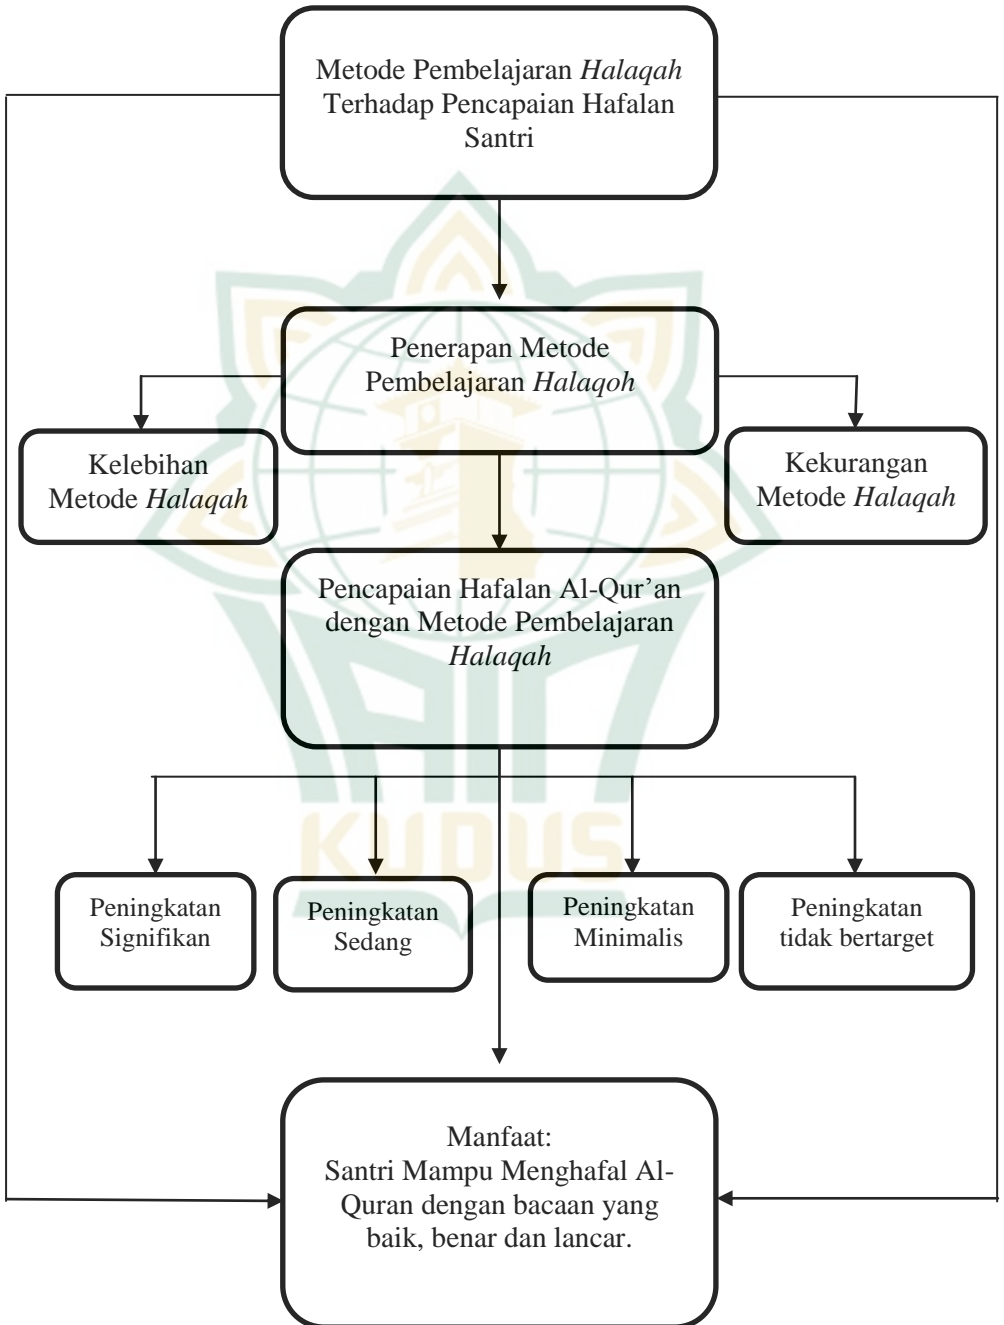 Metode Pembelajaran Halaqah
Terhadap Pencapaian Hafalan
Santri
Penerapan Metode
Pembelajaran Halaqoh
Kelebihan
Metode Halaqah
Kekurangan
Metode Halaqah
Pencapaian Hafalan Al-Qur’an
dengan Metode Pembelajaran
Halaqah
KUDUS
Peningkatan
Signifikan
Peningkatan
Sedang
Peningkatan
Minimalis
Peningkatan
tidak bertarget
Manfaat:
Santri Mampu Menghafal Al-
Quran dengan bacaan yang
baik, benar dan lancar.